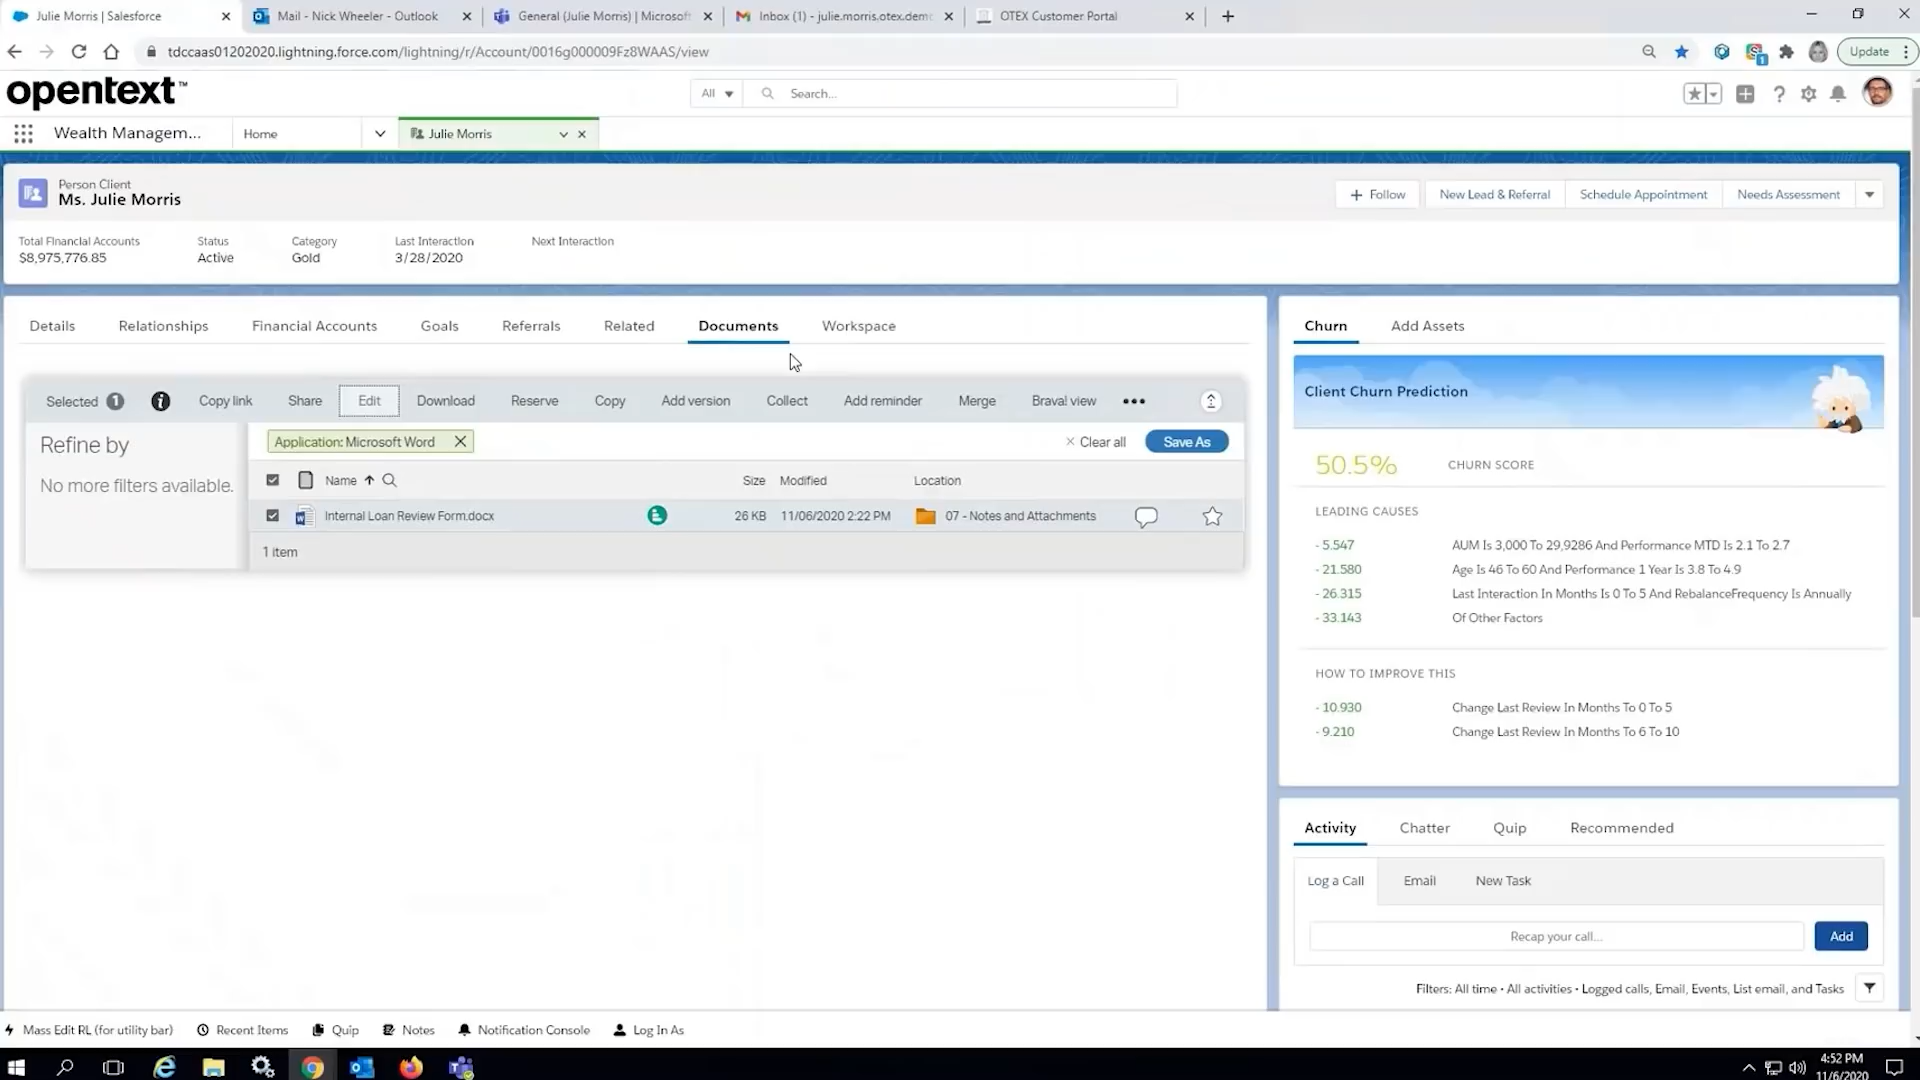 Julie Morris | Salesforce
Mail - Nick Wheeler - Outlook
General (Julie Morris) | Microsoft
Inbox (1) - julie.morris.otex.demo
OTEX Customer Portal
tdccaas01202020.lightning.force.com/lightning/r/Account/0016g000009Fz8WAAS/view
Update
opentext™
All
Search...
Wealth Managem...
Home
Julie Morris
Person Client
Ms. Julie Morris
+ Follow
New Lead & Referral
Schedule Appointment
Needs Assessment
Total Financial Accounts
$8,975,776.85
Status
Active
Category
Gold
Last Interaction
3/28/2020
Next Interaction
Details
Relationships
Financial Accounts
Goals
Referrals
Related
Documents
Workspace
Selected 1
Copy link
Share
Edit
Download
Reserve
Copy
Add version
Collect
Add reminder
Merge
Brava! view
Refine by
No more filters available.
Application: Microsoft Word
Clear all
Save As
Name
Size
Modified
Location
Internal Loan Review Form.docx
26 KB
11/06/2020 2:22 PM
07 - Notes and Attachments
1 item
Churn
Add Assets
Client Churn Prediction
50.5%
CHURN SCORE
LEADING CAUSES
- 5.547 AUM Is 3,000 To 29,9286 And Performance MTD Is 2.1 To 2.7
- 21.580 Age Is 46 To 60 And Performance 1 Year Is 3.8 To 4.9
- 26.315 Last Interaction In Months Is 0 To 5 And RebalanceFrequency Is Annually
- 33.143 Of Other Factors
HOW TO IMPROVE THIS
- 10.930 Change Last Review In Months To 0 To 5
- 9.210 Change Last Review In Months To 6 To 10
Activity
Chatter
Quip
Recommended
Log a Call
Email
New Task
Recap your call...
Add
Filters: All time • All activities • Logged calls, Email, Events, List email, and Tasks
Mass Edit RL (for utility bar)
Recent Items
Quip
Notes
Notification Console
Log In As
4:52 PM
11/6/2020